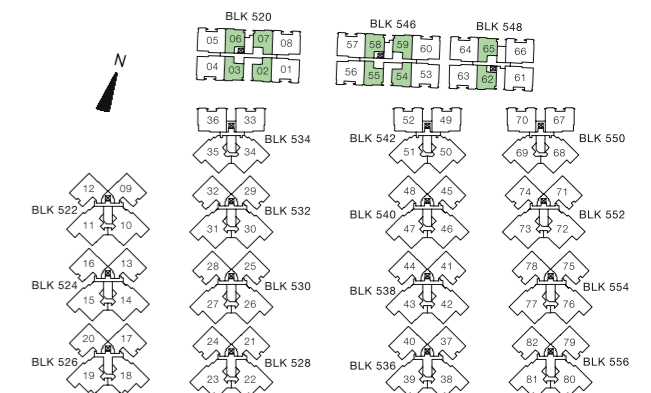 BLK 520
05 06 07 08
04 03 02 01
BLK 546
57 58 59 60
56 55 54 53
BLK 548
64 65 66
63 62 61
N
36 33
35 34
BLK 534
52 49
51 50
BLK 542
70 67
69 68
BLK 550
12 09
11 10
BLK 522
32 29
31 30
BLK 532
48 45
47 46
BLK 540
74 71
73 72
BLK 552
16 13
15 14
BLK 524
28 25
27 26
BLK 530
44 41
43 42
BLK 538
78 75
77 76
BLK 554
20 17
19 18
BLK 526
24 21
23 22
BLK 528
40 37
39 38
BLK 536
82 79
81 80
BLK 556